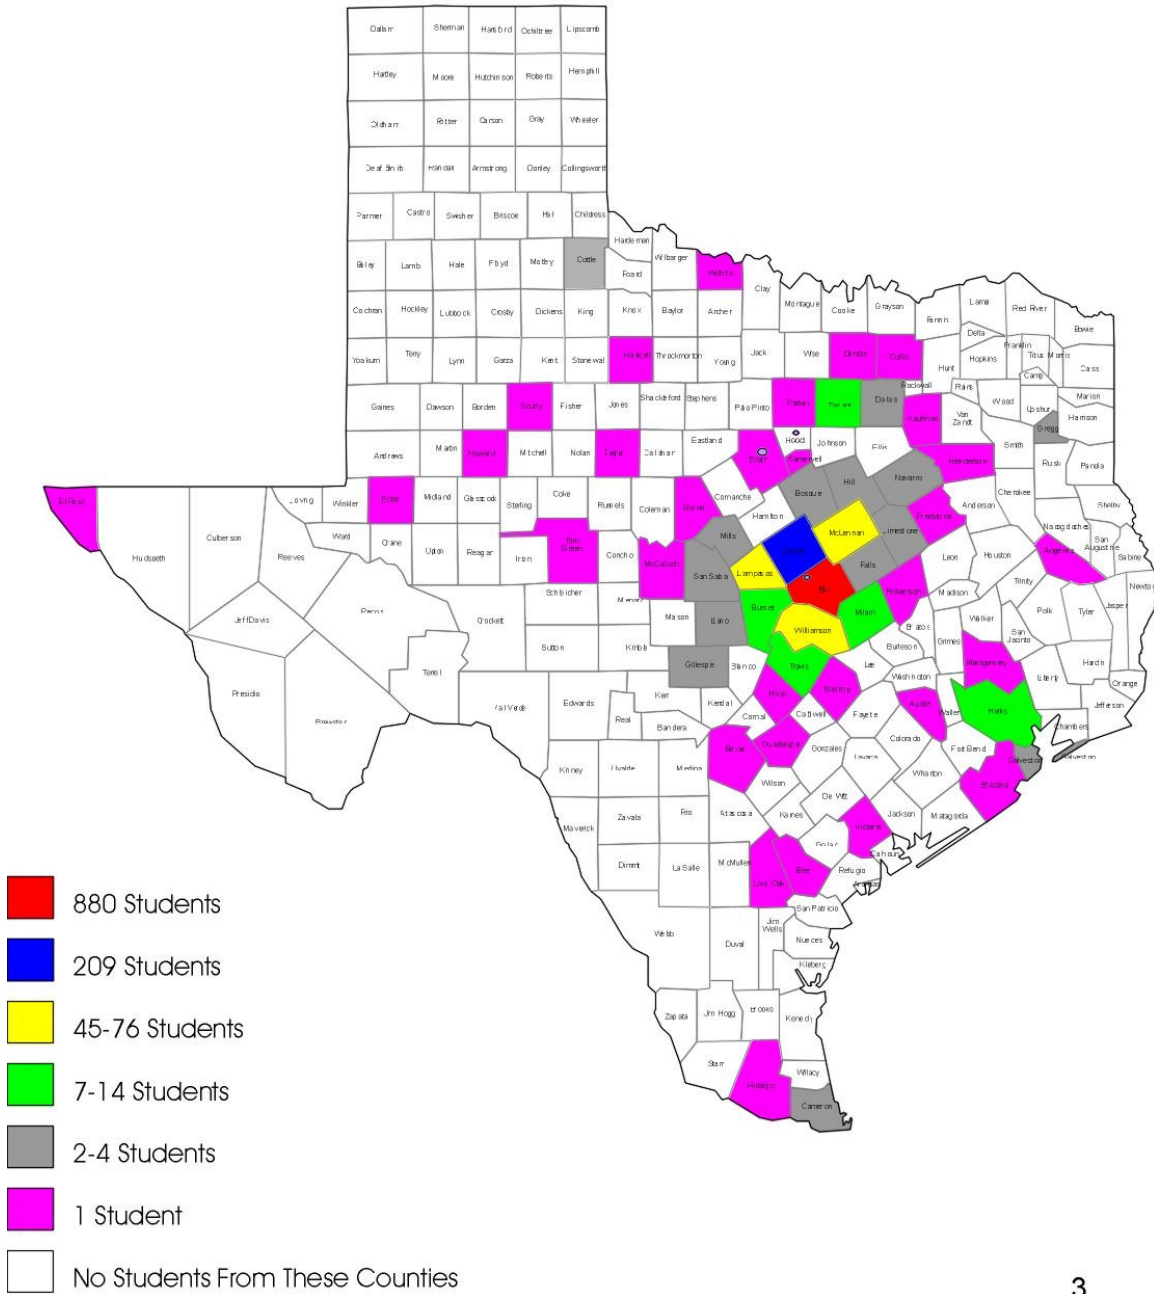 Dallam Sherman Hansford Ochiltree Lipscomb
Hartley Moore Hutchinson Roberts Hemphill
Oldham Potter Carson Gray Wheeler
Deaf Smith Randall Armstrong Donley Collingsworth
Parmer Castro Swisher Briscoe Hall Childress
Hardeman
Bailey Lamb Hale Floyd Motley Cottle Foard Wilbarger Wichita
Clay Montague Cooke Grayson Fannin Lamar Red River Bowie
Cochran Hockley Lubbock Crosby Dickens King Knox Baylor Archer
Delta Franklin Titus Morris Cass
Yoakum Terry Lynn Garza Kent Stonewall Haskell Throckmorton Young Jack Wise Denton Collin Hunt Hopkins Camp
Rockwall Rains Wood Upshur Marion
Gaines Dawson Borden Scurry Fisher Jones Shackelford Stephens Palo Pinto Parker Tarrant Dallas Kaufman Van Zandt Harrison
Gregg
Andrews Martin Howard Mitchell Nolan Taylor Callahan Eastland Erath Hood Somervell Johnson Ellis Henderson Smith Rusk Panola
El Paso Hudspeth Culberson Reeves Loving Winkler Ector Midland Glasscock Sterling Coke Runnels Coleman Brown Comanche Bosque Hill Navarro Anderson Cherokee Shelby
Ward Crane Upton Reagan Irion Tom Green Concho McCulloch Mills Hamilton Coryell McLennan Limestone Freestone Nacogdoches San Augustine Sabine
Jeff Davis Pecos Crockett Schleicher Menard San Saba Lampasas Bell Falls Leon Houston Angelina Newton
Presidio Brewster Terrell Sutton Kimble Mason Llano Burnet Williamson Milam Robertson Madison Trinity Polk Tyler Jasper
Val Verde Edwards Kerr Gillespie Blanco Travis Lee Burleson Brazos Grimes Walker San Jacinto Hardin Orange
Real Bandera Kendall Comal Hays Bastrop Caldwell Fayette Washington Austin Waller Montgomery Liberty Jefferson
Kinney Uvalde Medina Bexar Guadalupe Gonzales Lavaca Colorado Fort Bend Harris Chambers
Galveston Galveston
Maverick Zavala Frio Atascosa Wilson Karnes De Witt Wharton Brazoria
Dimmit La Salle McMullen Live Oak Bee Goliad Victoria Jackson Matagorda
Calhoun
Refugio
Aransas
San Patricio
Webb Duval Jim Wells Nueces
Kleberg
Zapata Jim Hogg Brooks Kenedy
Starr Hidalgo Willacy
Cameron
880 Students
209 Students
45-76 Students
7-14 Students
2-4 Students
1 Student
No Students From These Counties
3